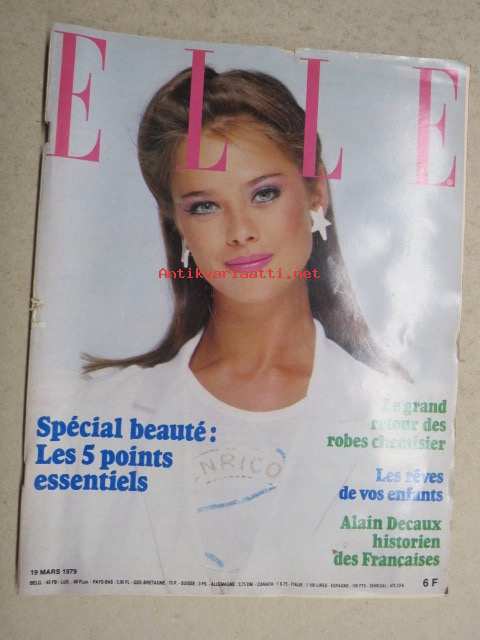 ELLE
Antikvariaatti.net
Spécial beauté:
Les 5 points
essentiels
NRICO
Le grand
retour des
robes chemisier
Les rêves
de vos enfants
Alain Decaux
historien
des Françaises
19 MARS 1979
6 F